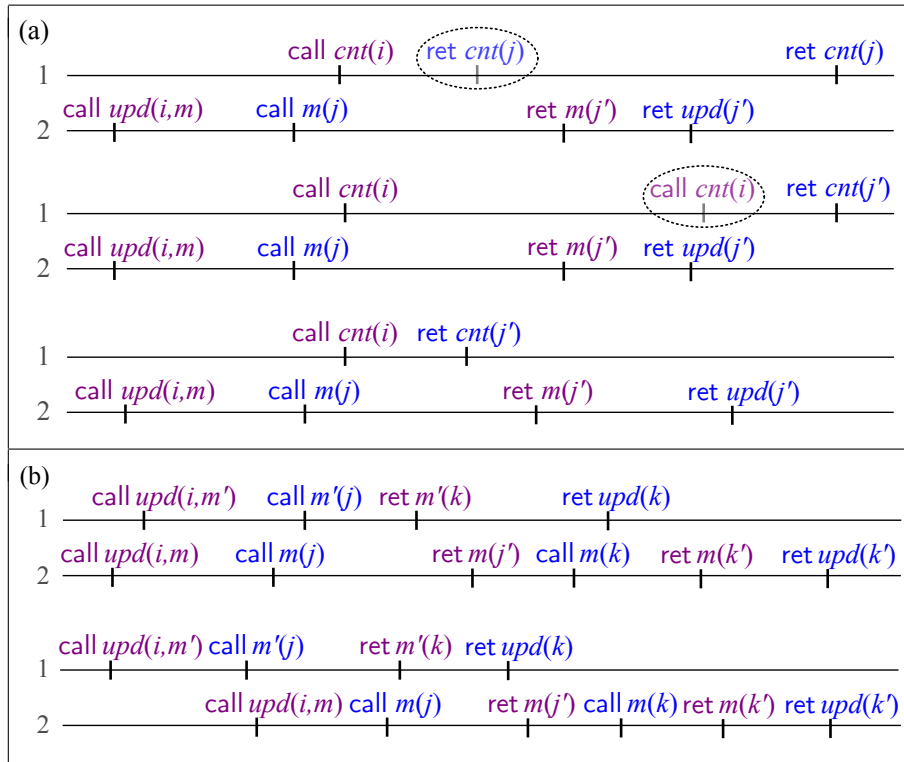 (a)
call cnt(i) ret cnt(j) ret cnt(j)
1
call upd(i,m) call m(j) ret m(j′) ret upd(j′)
2
call cnt(i) call cnt(i) ret cnt(j′)
1
call upd(i,m) call m(j) ret m(j′) ret upd(j′)
2
call cnt(i) ret cnt(j′)
1
call upd(i,m) call m(j) ret m(j′) ret upd(j′)
2
(b)
call upd(i,m′) call m′(j) ret m′(k) ret upd(k)
1
call upd(i,m) call m(j) ret m(j′) call m(k) ret m(k′) ret upd(k′)
2
call upd(i,m′) call m′(j) ret m′(k) ret upd(k)
1
call upd(i,m) call m(j) ret m(j′) call m(k) ret m(k′) ret upd(k′)
2